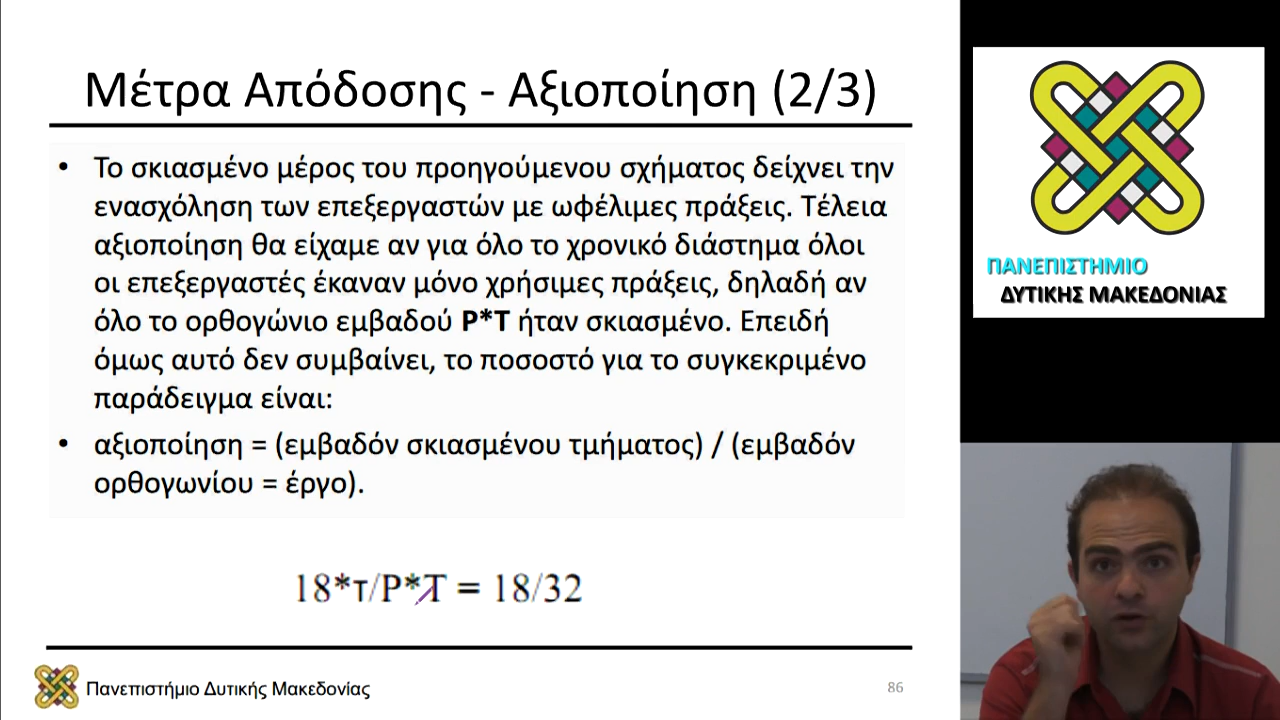 Μέτρα Απόδοσης - Αξιοποίηση (2/3)
• Το σκιασμένο μέρος του προηγούμενου σχήματος δείχνει την
ενασχόληση των επεξεργαστών με ωφέλιμες πράξεις. Τέλεια
αξιοποίηση θα είχαμε αν για όλο το χρονικό διάστημα όλοι
οι επεξεργαστές έκαναν μόνο χρήσιμες πράξεις, δηλαδή αν
όλο το ορθογώνιο εμβαδού P*T ήταν σκιασμένο. Επειδή
όμως αυτό δεν συμβαίνει, το ποσοστό για το συγκεκριμένο
παράδειγμα είναι:
• αξιοποίηση = (εμβαδόν σκιασμένου τμήματος) / (εμβαδόν
ορθογωνίου = έργο).
18*τ/P*T = 18/32
Πανεπιστήμιο Δυτικής Μακεδονίας
86
ΠΑΝΕΠΙΣΤΗΜΙΟ
ΔΥΤΙΚΗΣ ΜΑΚΕΔΟΝΙΑΣ